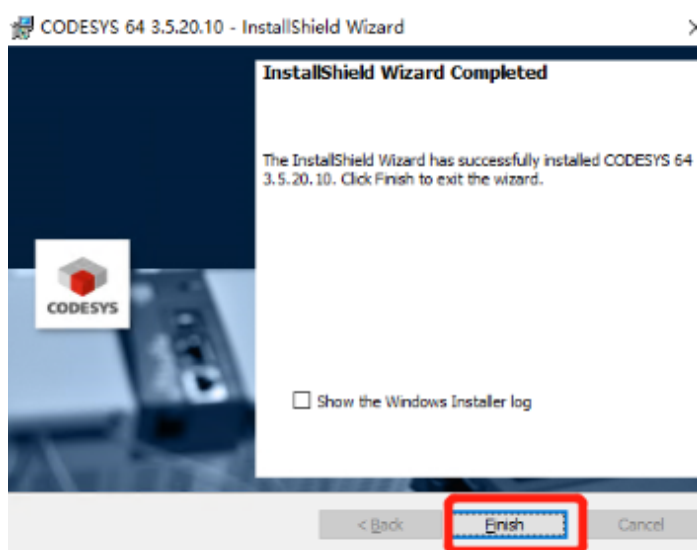 CODESYS 64 3.5.20.10 - InstallShield Wizard
InstallShield Wizard Completed
The InstallShield Wizard has successfully installed CODESYS 64
3.5.20.10. Click Finish to exit the wizard.
CODESYS
Show the Windows Installer log
< Back Finish Cancel